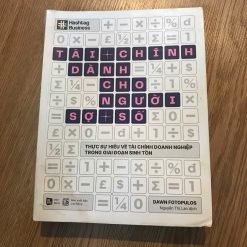 Hashtag
Business
TÀI CHÍNH
DÀNH
CHO
NGƯỜI
SỢ SỐ
THỰC SỰ HIỂU VỀ TÀI CHÍNH DOANH NGHIỆP
TRONG GIAI ĐOẠN SINH TỒN
DAWN FOTOPULOS
Nguyễn Thị Lan dịch